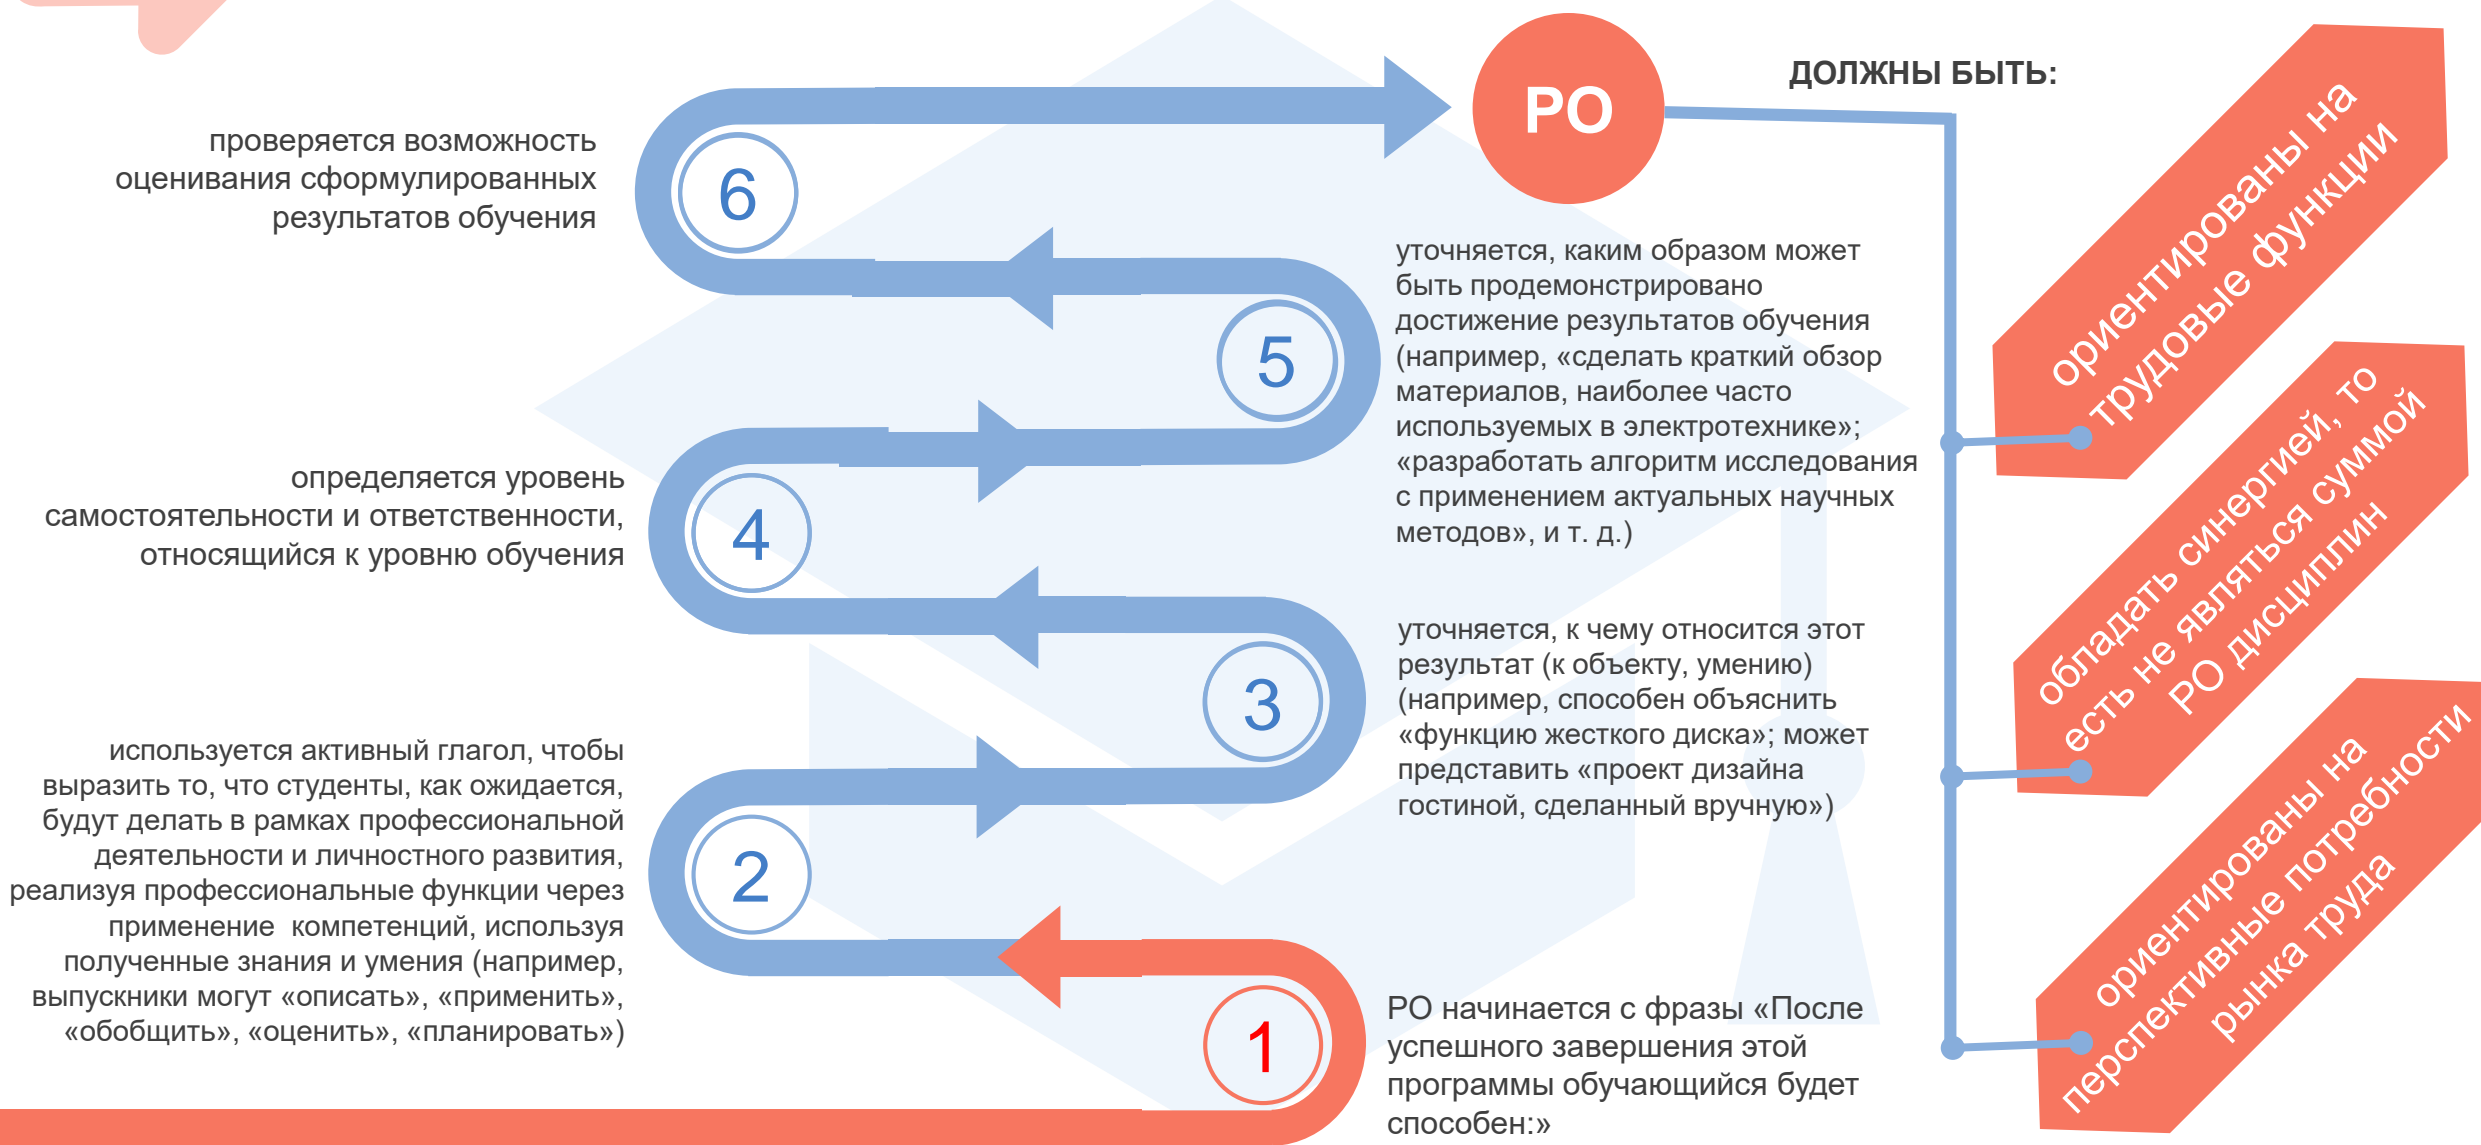 РО
ДОЛЖНЫ БЫТЬ:
ориентированы на
трудовые функции
обладать синергией, то
есть не являться суммой
РО дисциплин
ориентированы на
перспективные потребности
рынка труда
6
проверяется возможность
оценивания сформулированных
результатов обучения
5
уточняется, каким образом может
быть продемонстрировано
достижение результатов обучения
(например, «сделать краткий обзор
материалов, наиболее часто
используемых в электротехнике»;
«разработать алгоритм исследования
с применением актуальных научных
методов», и т. д.)
4
определяется уровень
самостоятельности и ответственности,
относящийся к уровню обучения
3
уточняется, к чему относится этот
результат (к объекту, умению)
(например, способен объяснить
«функцию жесткого диска»; может
представить «проект дизайна
гостиной, сделанный вручную»)
2
используется активный глагол, чтобы
выразить то, что студенты, как ожидается,
будут делать в рамках профессиональной
деятельности и личностного развития,
реализуя профессиональные функции через
применение  компетенций, используя
полученные знания и умения (например,
выпускники могут «описать», «применить»,
«обобщить», «оценить», «планировать»)
1
РО начинается с фразы «После
успешного завершения этой
программы обучающийся будет
способен:»